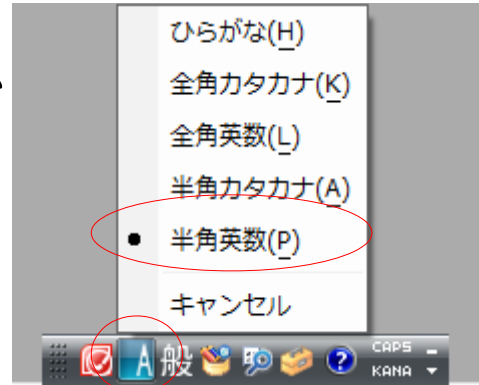 ひらがな(H)
全角カタカナ(K)
全角英数(L)
半角カタカナ(A)
半角英数(P)
キャンセル
A 般 ? CAPS
KANA